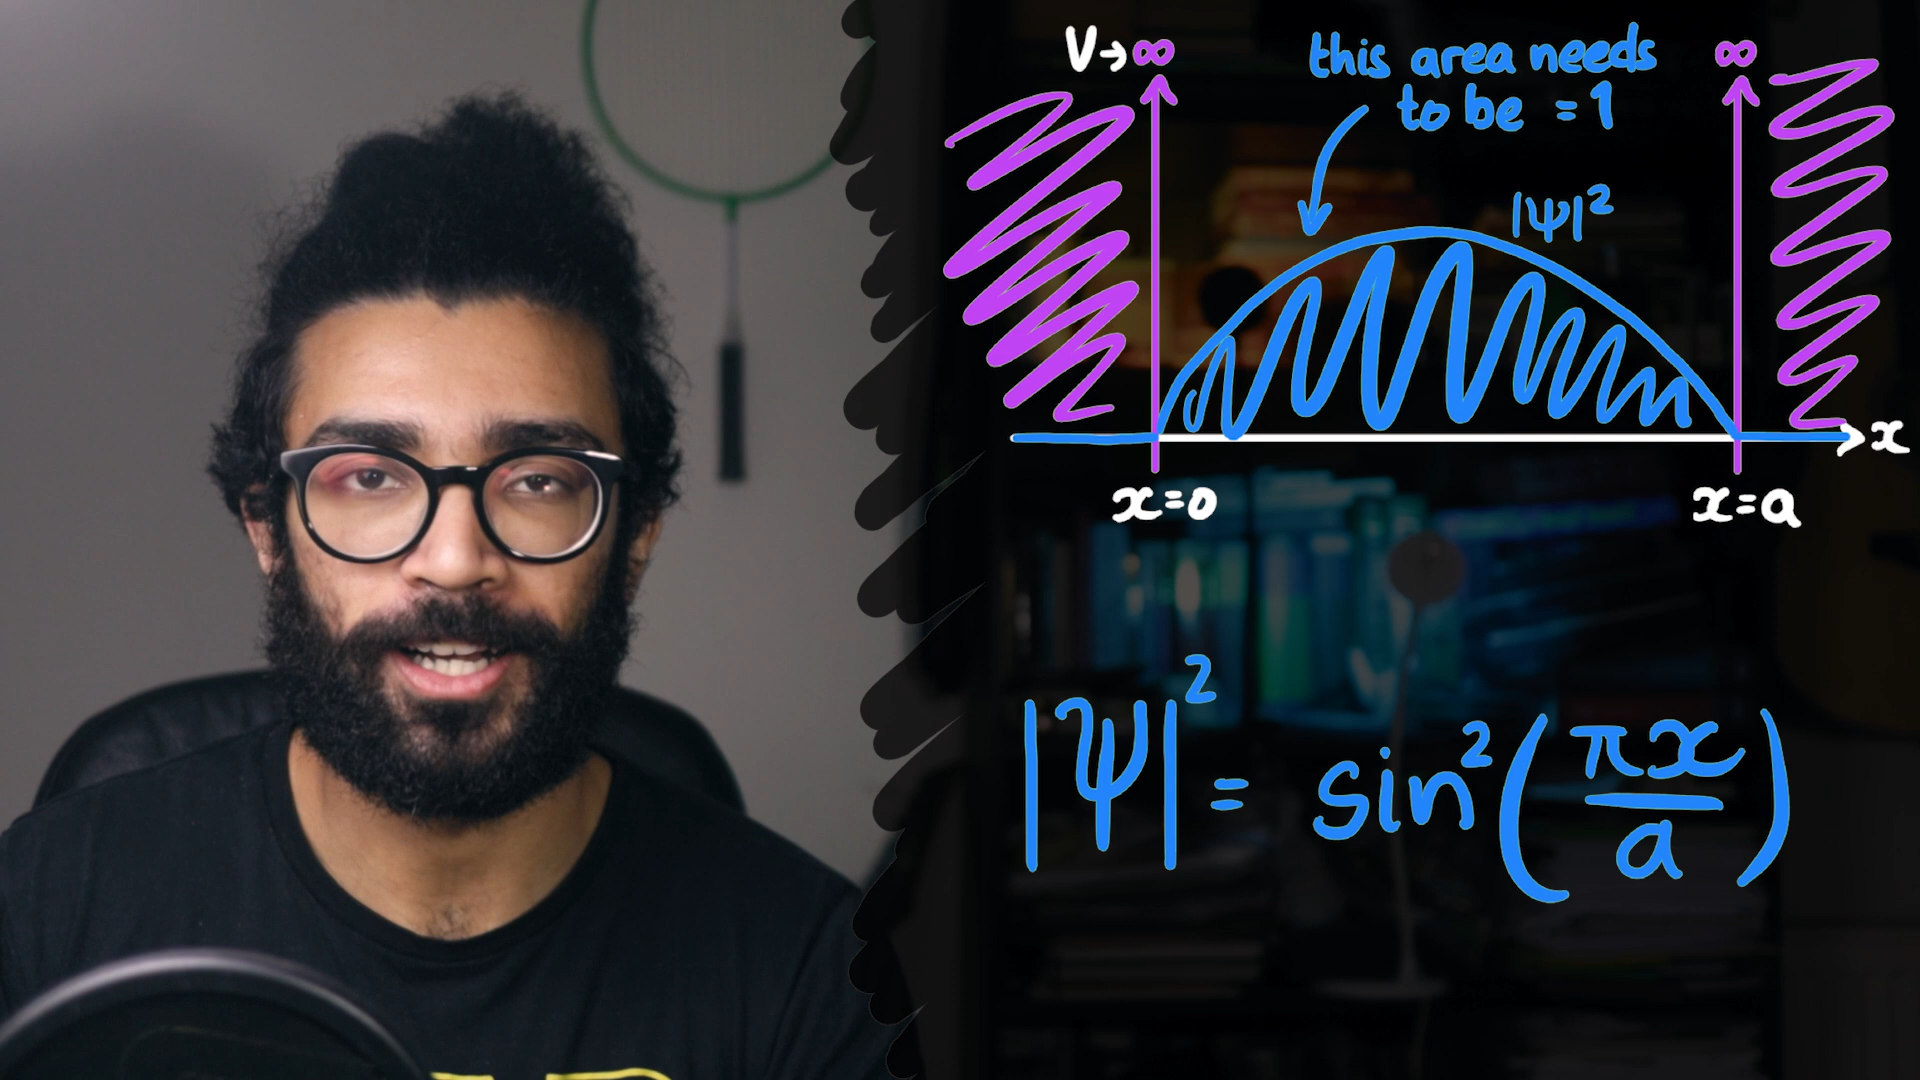 V→∞
this area needs
∞
to be = 1
|ψ|²
x
x=0
x=a
|ψ|² = sin²(πx/a)